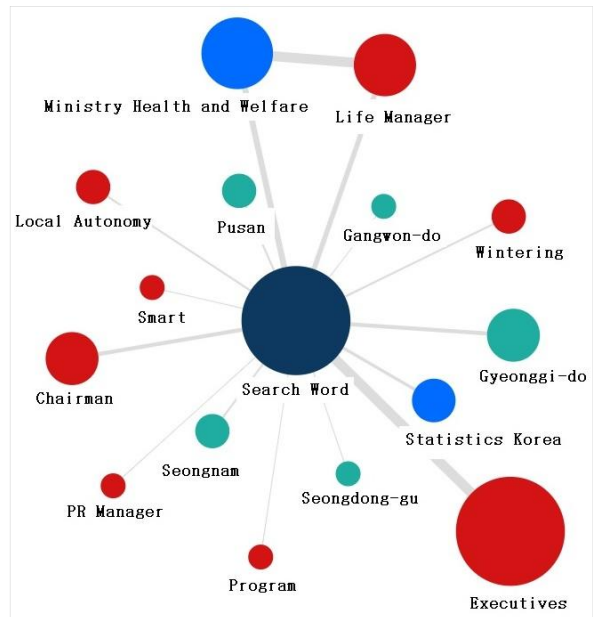 Ministry Health and Welfare
Life Manager
Local Autonomy
Pusan
Gangwon-do
Wintering
Smart
Chairman
Search Word
Gyeonggi-do
Statistics Korea
Seongnam
Seongdong-gu
PR Manager
Program
Executives